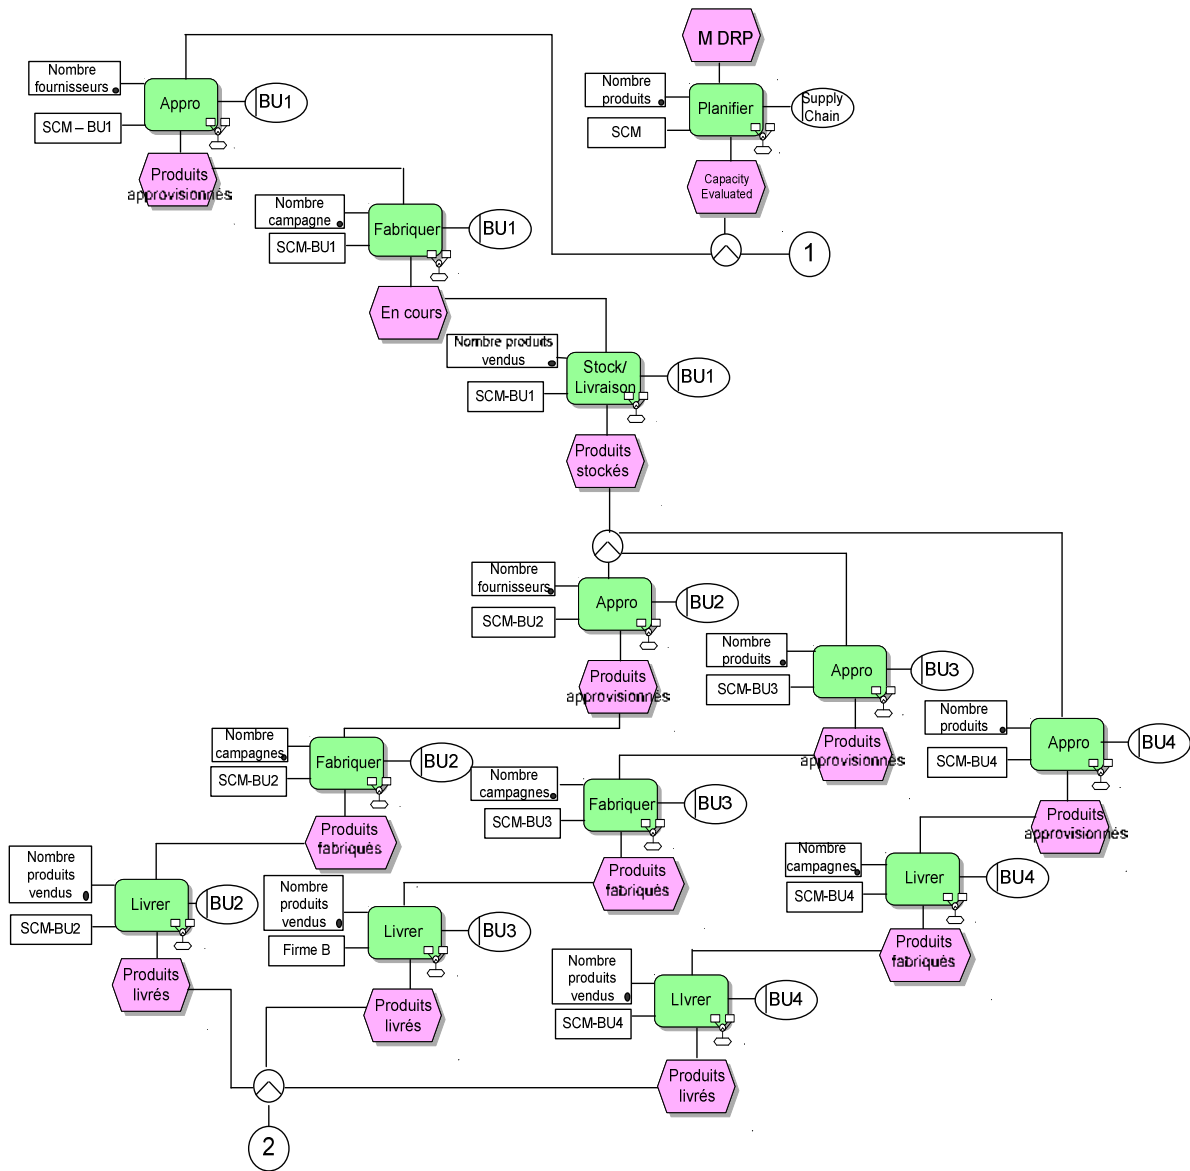 M DRP
Nombre
produits
Planifier
Supply
Chain
SCM
Capacity
Evaluated
1
Nombre
fournisseurs
Appro
BU1
SCM – BU1
Produits
approvisionnés
Nombre
campagne
Fabriquer
BU1
SCM-BU1
En cours
Nombre produits
vendus
Stock/
Livraison
BU1
SCM-BU1
Produits
stockés
Nombre
fournisseurs
Appro
BU2
SCM-BU2
Produits
approvisionnés
Nombre
produits
Appro
BU3
SCM-BU3
Produits
approvisionnés
Nombre
produits
Appro
BU4
SCM-BU4
Produits
approvisionnés
Nombre
campagnes
Fabriquer
BU2
SCM-BU2
Produits
fabriqués
Nombre
campagnes
Fabriquer
BU3
SCM-BU3
Produits
fabriqués
Nombre
campagnes
Livrer
BU4
SCM-BU4
Produits
fabriqués
Nombre
produits
vendus
Livrer
BU2
SCM-BU2
Produits
livrés
Nombre
produits
vendus
Livrer
BU3
Firme B
Produits
livrés
Nombre
produits
vendus
LIvrer
BU4
SCM-BU4
Produits
livrés
2